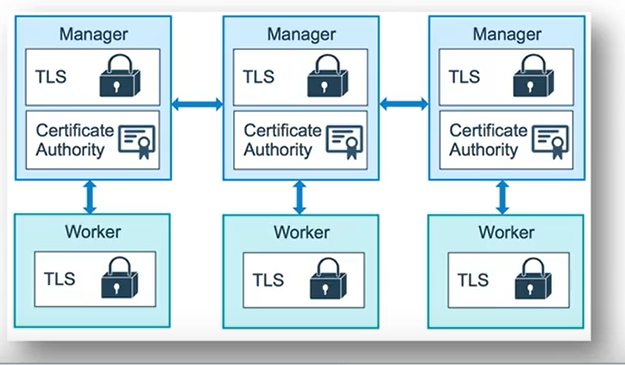 Manager
Manager
Manager
TLS
TLS
TLS
Certificate
Authority
Certificate
Authority
Certificate
Authority
Worker
Worker
Worker
TLS
TLS
TLS